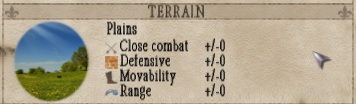 TERRAIN
Plains
Close combat +/-0
Defensive +/-0
Movability +/-0
Range +/-0